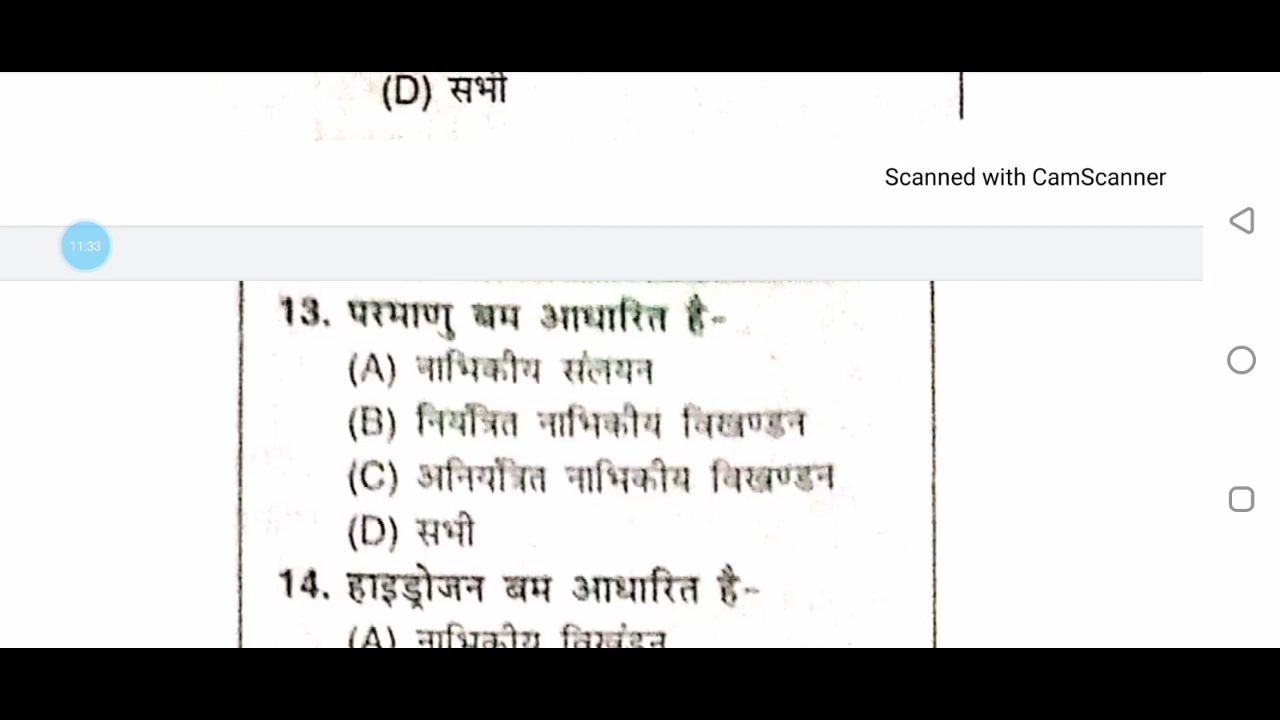 (D) सभी
Scanned with CamScanner
11:33
13. परमाणु बम आधारित है-
(A) नाभिकीय संलयन
(B) नियंत्रित नाभिकीय विखण्डन
(C) अनियंत्रित नाभिकीय विखण्डन
(D) सभी
14. हाइड्रोजन बम आधारित है-
(A) नाभिकीय विखंडन